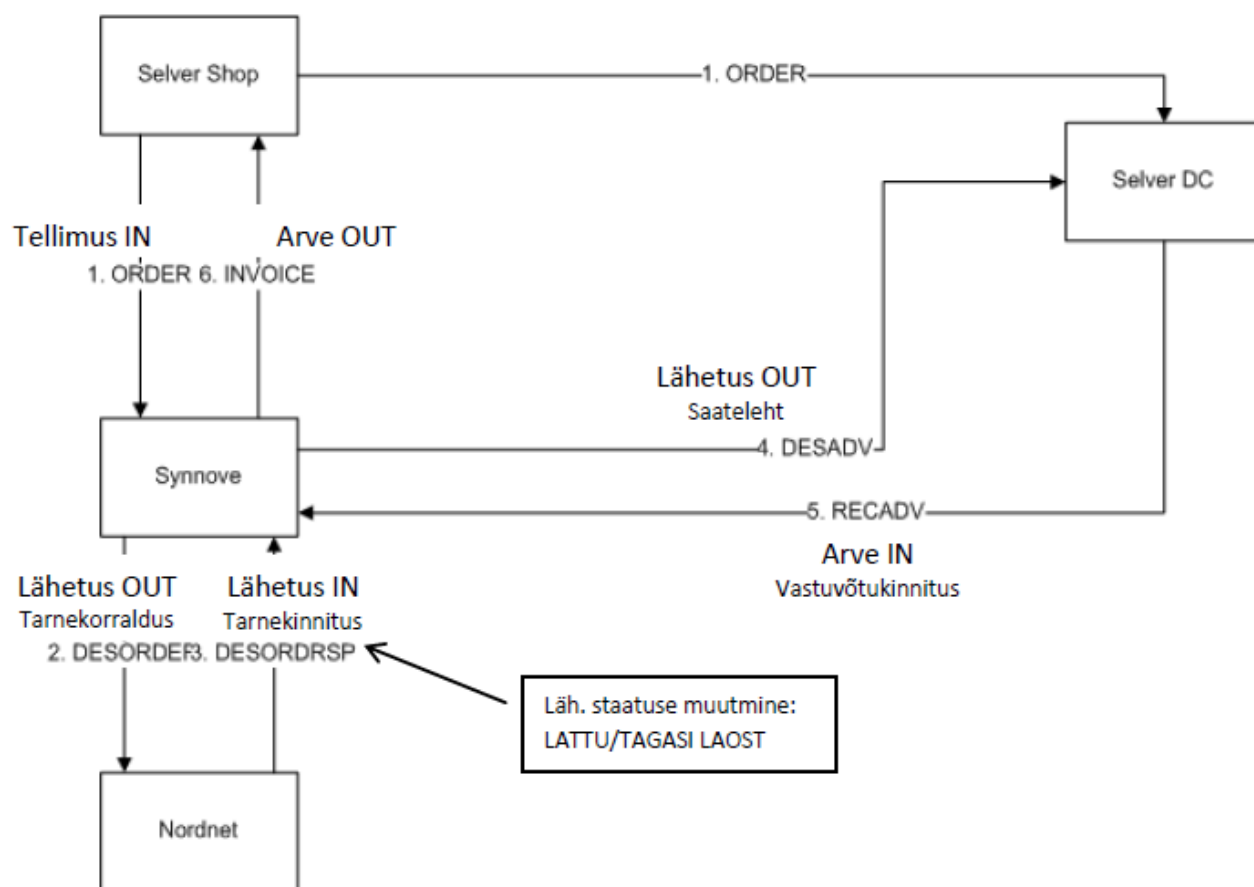 Selver Shop
1. ORDER
Selver DC
Tellimus IN
Arve OUT
1. ORDER
6. INVOICE
Lähetus OUT
Saateleht
4. DESADV
Synnove
5. RECADV
Arve IN
Vastuvõtukinnitus
Lähetus OUT
Tarnekorraldus
Lähetus IN
Tarnekinnitus
2. DESORDEF
3. DESORDRSP
Läh. staatuse muutmine:
LATTU/TAGASI LAOST
Nordnet